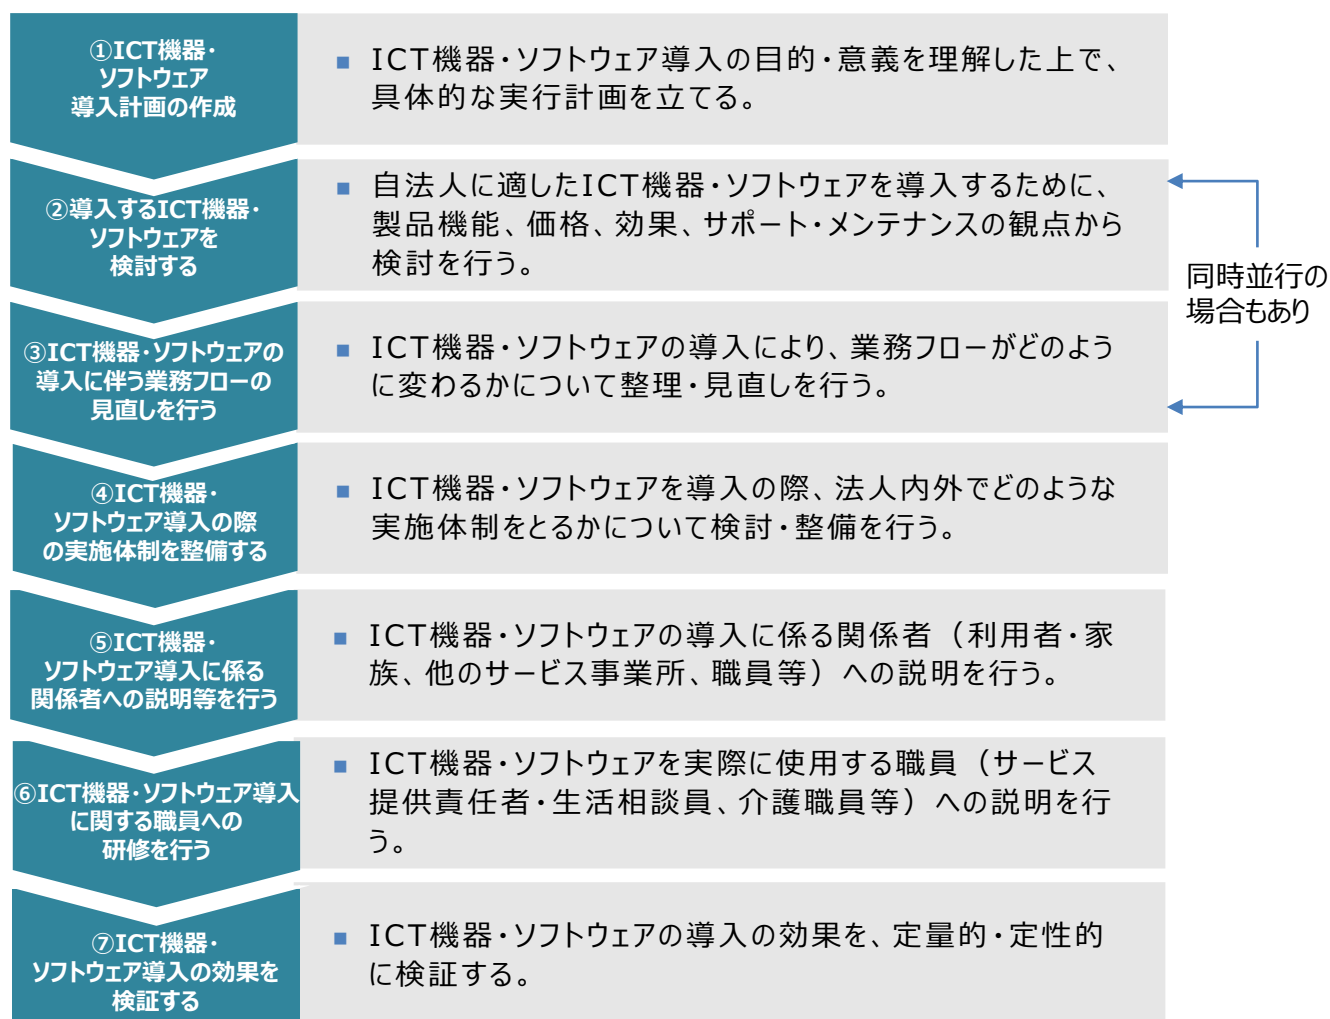 ①ICT機器・
ソフトウェア
導入計画の作成
■ ICT機器・ソフトウェア導入の目的・意義を理解した上で、
具体的な実行計画を立てる。
②導入するICT機器・
ソフトウェアを
検討する
■ 自法人に適したICT機器・ソフトウェアを導入するために、
製品機能、価格、効果、サポート・メンテナンスの観点から
検討を行う。
同時並行の
場合もあり
③ICT機器・ソフトウェアの
導入に伴う業務フローの
見直しを行う
■ ICT機器・ソフトウェアの導入により、業務フローがどのよう
に変わるかについて整理・見直しを行う。
④ICT機器・
ソフトウェア導入の際
の実施体制を整備する
■ ICT機器・ソフトウェアを導入の際、法人内外でどのような
実施体制をとるかについて検討・整備を行う。
⑤ICT機器・
ソフトウェア導入に係る
関係者への説明等を行う
■ ICT機器・ソフトウェアの導入に係る関係者（利用者・家
族、他のサービス事業所、職員等）への説明を行う。
⑥ICT機器・ソフトウェア導入
に関する職員への
研修を行う
■ ICT機器・ソフトウェアを実際に使用する職員（サービス
提供責任者・生活相談員、介護職員等）への説明を行
う。
⑦ICT機器・
ソフトウェア導入の効果を
検証する
■ ICT機器・ソフトウェアの導入の効果を、定量的・定性的
に検証する。